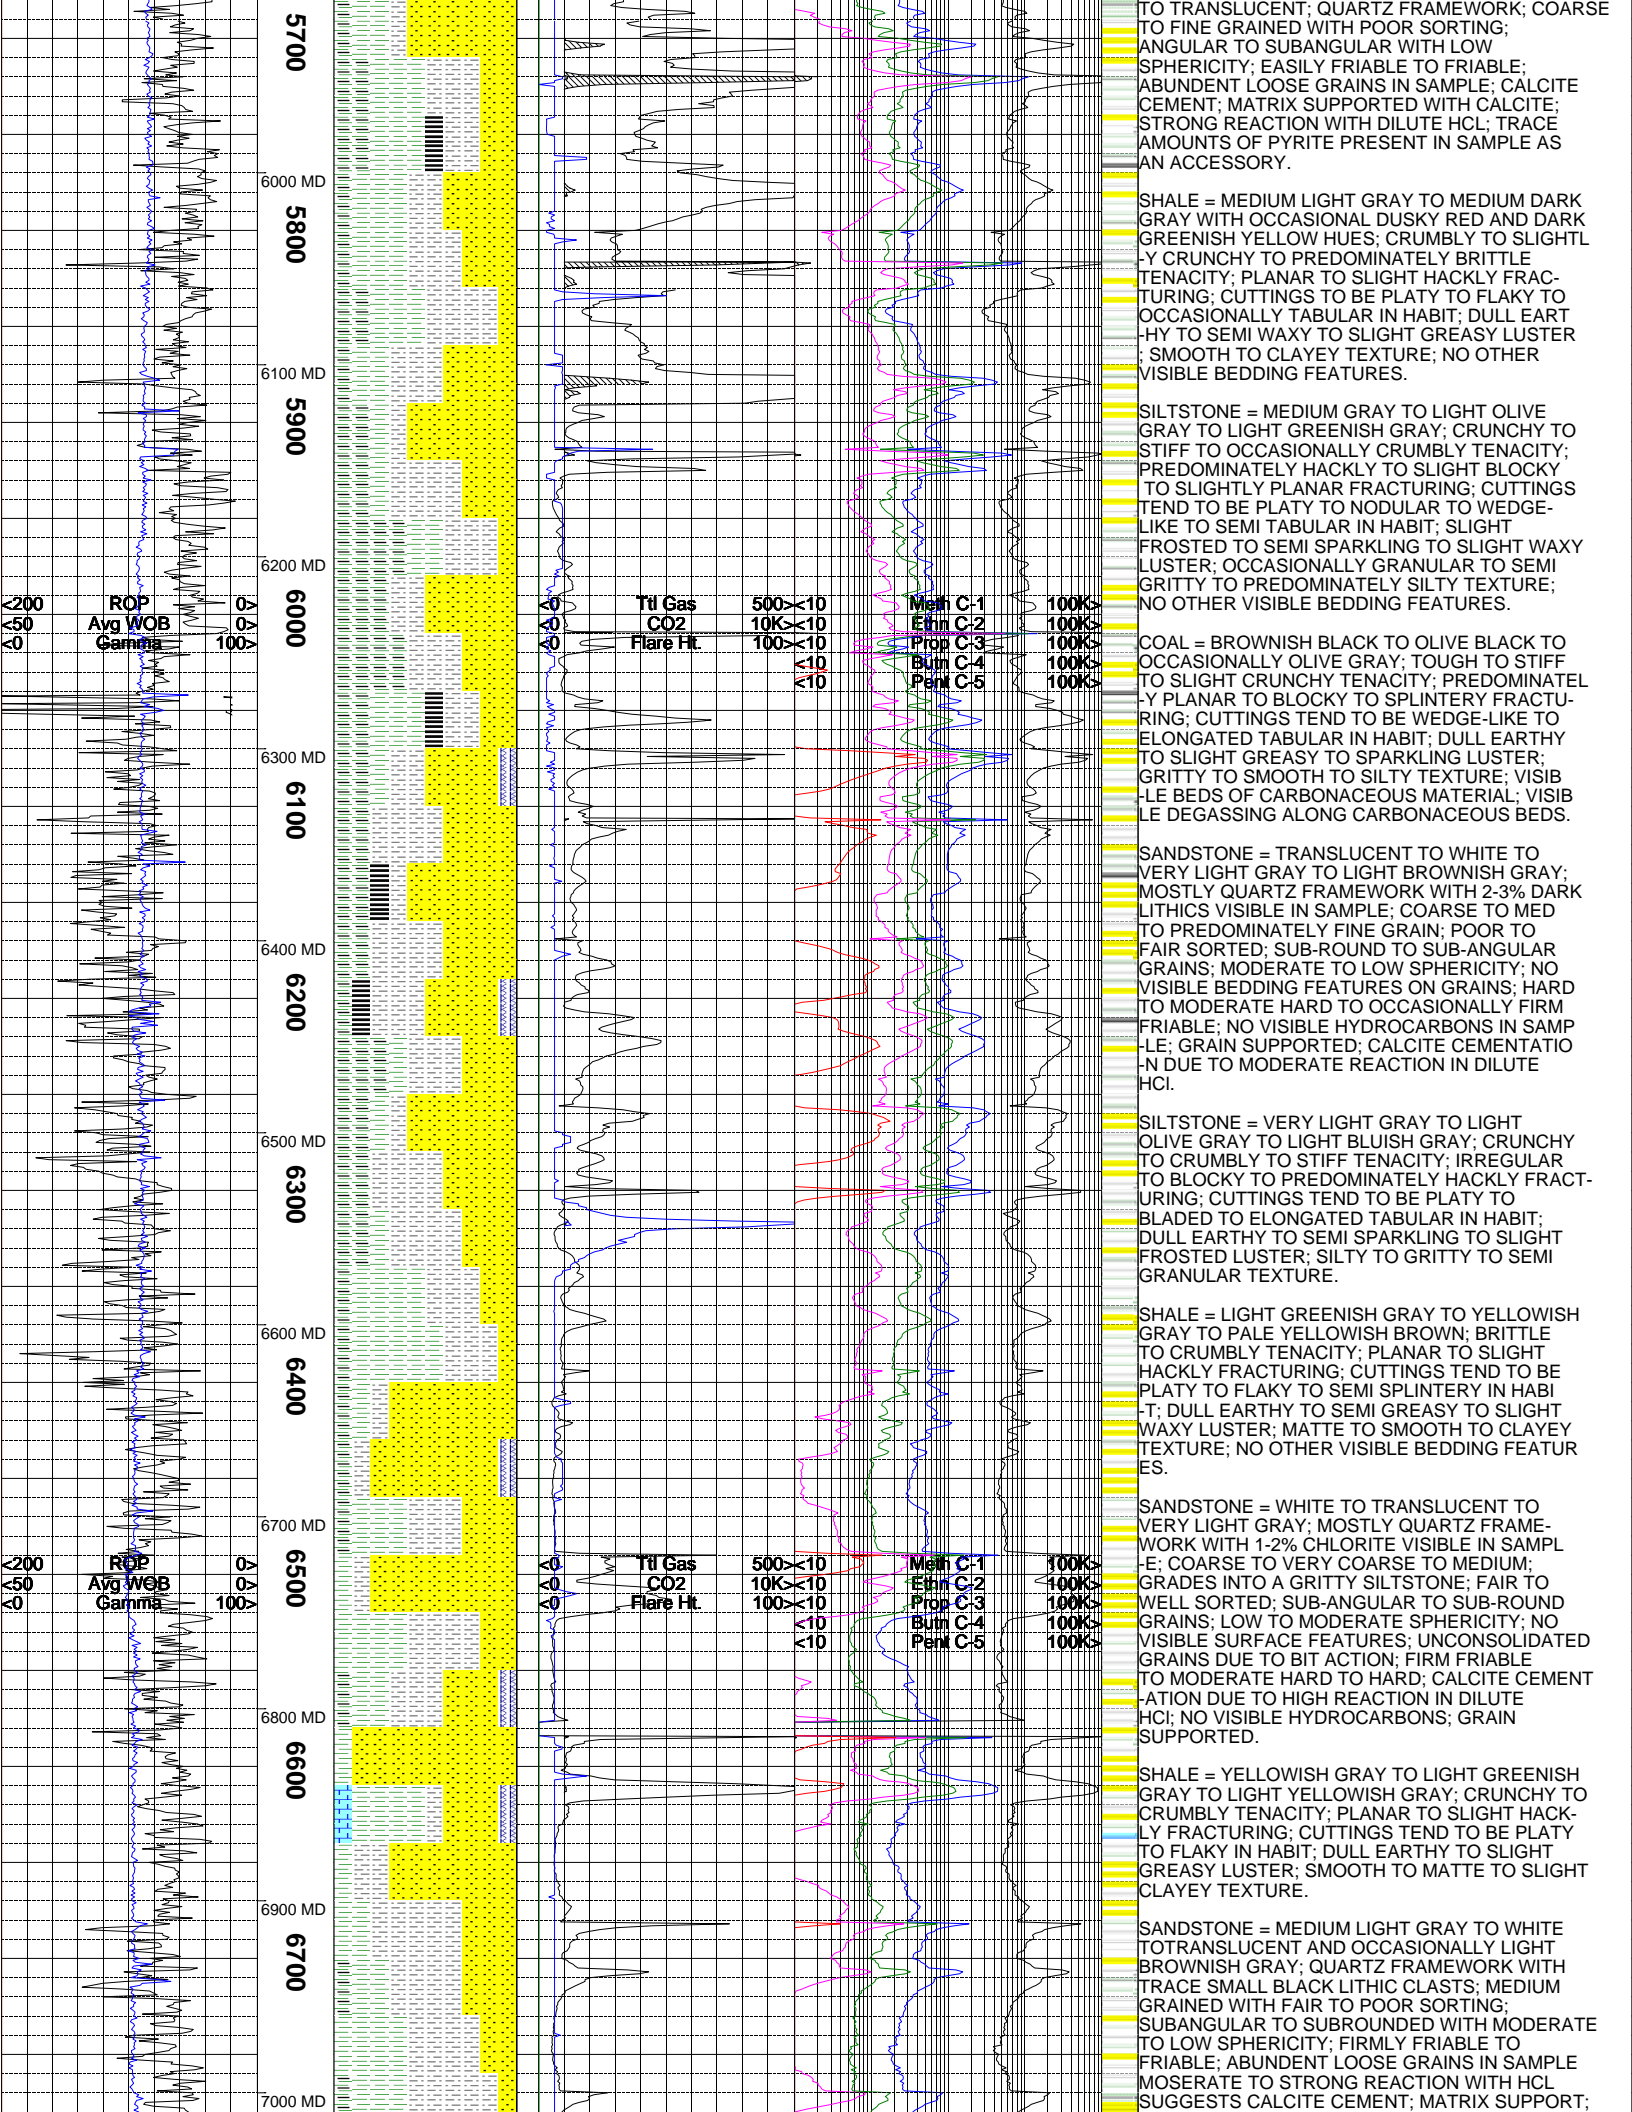 5700
6000 MD
5800
6100 MD
5900
6200 MD
6000
<200 ROP 0>
<50 Avg WOB 0>
<0 Gamma 100>
<0 Ttl Gas 500>
<0 CO2 10K>
<0 Flare Ht. 100>
<10 Meth C-1 100K>
<10 Ethn C-2 100K>
<10 Prop C-3 100K>
<10 Butn C-4 100K>
<10 Pent C-5 100K>
6300 MD
6100
6400 MD
6200
6500 MD
6300
6600 MD
6400
6700 MD
6500
<200 ROP 0>
<50 Avg WOB 0>
<0 Gamma 100>
<0 Ttl Gas 500>
<0 CO2 10K>
<0 Flare Ht. 100>
<10 Meth C-1 100K>
<10 Ethn C-2 100K>
<10 Prop C-3 100K>
<10 Butn C-4 100K>
<10 Pent C-5 100K>
6800 MD
6600
6900 MD
6700
7000 MD
TO TRANSLUCENT; QUARTZ FRAMEWORK; COARSE
TO FINE GRAINED WITH POOR SORTING;
ANGULAR TO SUBANGULAR WITH LOW
SPHERICITY; EASILY FRIABLE TO FRIABLE;
ABUNDENT LOOSE GRAINS IN SAMPLE; CALCITE
CEMENT; MATRIX SUPPORTED WITH CALCITE;
STRONG REACTION WITH DILUTE HCL; TRACE
AMOUNTS OF PYRITE PRESENT IN SAMPLE AS
AN ACCESSORY.
SHALE = MEDIUM LIGHT GRAY TO MEDIUM DARK
GRAY WITH OCCASIONAL DUSKY RED AND DARK
GREENISH YELLOW HUES; CRUMBLY TO SLIGHTL
-Y CRUNCHY TO PREDOMINATELY BRITTLE
TENACITY; PLANAR TO SLIGHT HACKLY FRAC-
TURING; CUTTINGS TO BE PLATY TO FLAKY TO
OCCASIONALLY TABULAR IN HABIT; DULL EART
-HY TO SEMI WAXY TO SLIGHT GREASY LUSTER
; SMOOTH TO CLAYEY TEXTURE; NO OTHER
VISIBLE BEDDING FEATURES.
SILTSTONE = MEDIUM GRAY TO LIGHT OLIVE
GRAY TO LIGHT GREENISH GRAY; CRUNCHY TO
STIFF TO OCCASIONALLY CRUMBLY TENACITY;
PREDOMINATELY HACKLY TO SLIGHT BLOCKY
TO SLIGHTLY PLANAR FRACTURING; CUTTINGS
TEND TO BE PLATY TO NODULAR TO WEDGE-
LIKE TO SEMI TABULAR IN HABIT; SLIGHT
FROSTED TO SEMI SPARKLING TO SLIGHT WAXY
LUSTER; OCCASIONALLY GRANULAR TO SEMI
GRITTY TO PREDOMINATELY SILTY TEXTURE;
NO OTHER VISIBLE BEDDING FEATURES.
COAL = BROWNISH BLACK TO OLIVE BLACK TO
OCCASIONALLY OLIVE GRAY; TOUGH TO STIFF
TO SLIGHT CRUNCHY TENACITY; PREDOMINATEL
-Y PLANAR TO BLOCKY TO SPLINTERY FRACTU-
RING; CUTTINGS TEND TO BE WEDGE-LIKE TO
ELONGATED TABULAR IN HABIT; DULL EARTHY
TO SLIGHT GREASY TO SPARKLING LUSTER;
GRITTY TO SMOOTH TO SILTY TEXTURE; VISIB
-LE BEDS OF CARBONACEOUS MATERIAL; VISIB
LE DEGASSING ALONG CARBONACEOUS BEDS.
SANDSTONE = TRANSLUCENT TO WHITE TO
VERY LIGHT GRAY TO LIGHT BROWNISH GRAY;
MOSTLY QUARTZ FRAMEWORK WITH 2-3% DARK
LITHICS VISIBLE IN SAMPLE; COARSE TO MED
TO PREDOMINATELY FINE GRAIN; POOR TO
FAIR SORTED; SUB-ROUND TO SUB-ANGULAR
GRAINS; MODERATE TO LOW SPHERICITY; NO
VISIBLE BEDDING FEATURES ON GRAINS; HARD
TO MODERATE HARD TO OCCASIONALLY FIRM
FRIABLE; NO VISIBLE HYDROCARBONS IN SAMP
-LE; GRAIN SUPPORTED; CALCITE CEMENTATIO
-N DUE TO MODERATE REACTION IN DILUTE
HCl.
SILTSTONE = VERY LIGHT GRAY TO LIGHT
OLIVE GRAY TO LIGHT BLUISH GRAY; CRUNCHY
TO CRUMBLY TO STIFF TENACITY; IRREGULAR
TO BLOCKY TO PREDOMINATELY HACKLY FRACT-
URING; CUTTINGS TEND TO BE PLATY TO
BLADED TO ELONGATED TABULAR IN HABIT;
DULL EARTHY TO SEMI SPARKLING TO SLIGHT
FROSTED LUSTER; SILTY TO GRITTY TO SEMI
GRANULAR TEXTURE.
SHALE = LIGHT GREENISH GRAY TO YELLOWISH
GRAY TO PALE YELLOWISH BROWN; BRITTLE
TO CRUMBLY TENACITY; PLANAR TO SLIGHT
HACKLY FRACTURING; CUTTINGS TEND TO BE
PLATY TO FLAKY TO SEMI SPLINTERY IN HABI
-T; DULL EARTHY TO SEMI GREASY TO SLIGHT
WAXY LUSTER; MATTE TO SMOOTH TO CLAYEY
TEXTURE; NO OTHER VISIBLE BEDDING FEATUR
ES.
SANDSTONE = WHITE TO TRANSLUCENT TO
VERY LIGHT GRAY; MOSTLY QUARTZ FRAME-
WORK WITH 1-2% CHLORITE VISIBLE IN SAMPL
-E; COARSE TO VERY COARSE TO MEDIUM;
GRADES INTO A GRITTY SILTSTONE; FAIR TO
WELL SORTED; SUB-ANGULAR TO SUB-ROUND
GRAINS; LOW TO MODERATE SPHERICITY; NO
VISIBLE SURFACE FEATURES; UNCONSOLIDATED
GRAINS DUE TO BIT ACTION; FIRM FRIABLE
TO MODERATE HARD TO HARD; CALCITE CEMENT
-ATION DUE TO HIGH REACTION IN DILUTE
HCl; NO VISIBLE HYDROCARBONS; GRAIN
SUPPORTED.
SHALE = YELLOWISH GRAY TO LIGHT GREENISH
GRAY TO LIGHT YELLOWISH GRAY; CRUNCHY TO
CRUMBLY TENACITY; PLANAR TO SLIGHT HACK-
LY FRACTURING; CUTTINGS TEND TO BE PLATY
TO FLAKY IN HABIT; DULL EARTHY TO SLIGHT
GREASY LUSTER; SMOOTH TO MATTE TO SLIGHT
CLAYEY TEXTURE.
SANDSTONE = MEDIUM LIGHT GRAY TO WHITE
TOTRANSLUCENT AND OCCASIONALLY LIGHT
BROWNISH GRAY; QUARTZ FRAMEWORK WITH
TRACE SMALL BLACK LITHIC CLASTS; MEDIUM
GRAINED WITH FAIR TO POOR SORTING;
SUBANGULAR TO SUBROUNDED WITH MODERATE
TO LOW SPHERICITY; FIRMLY FRIABLE TO
FRIABLE; ABUNDENT LOOSE GRAINS IN SAMPLE
MOSERATE TO STRONG REACTION WITH HCL
SUGGESTS CALCITE CEMENT; MATRIX SUPPORT;